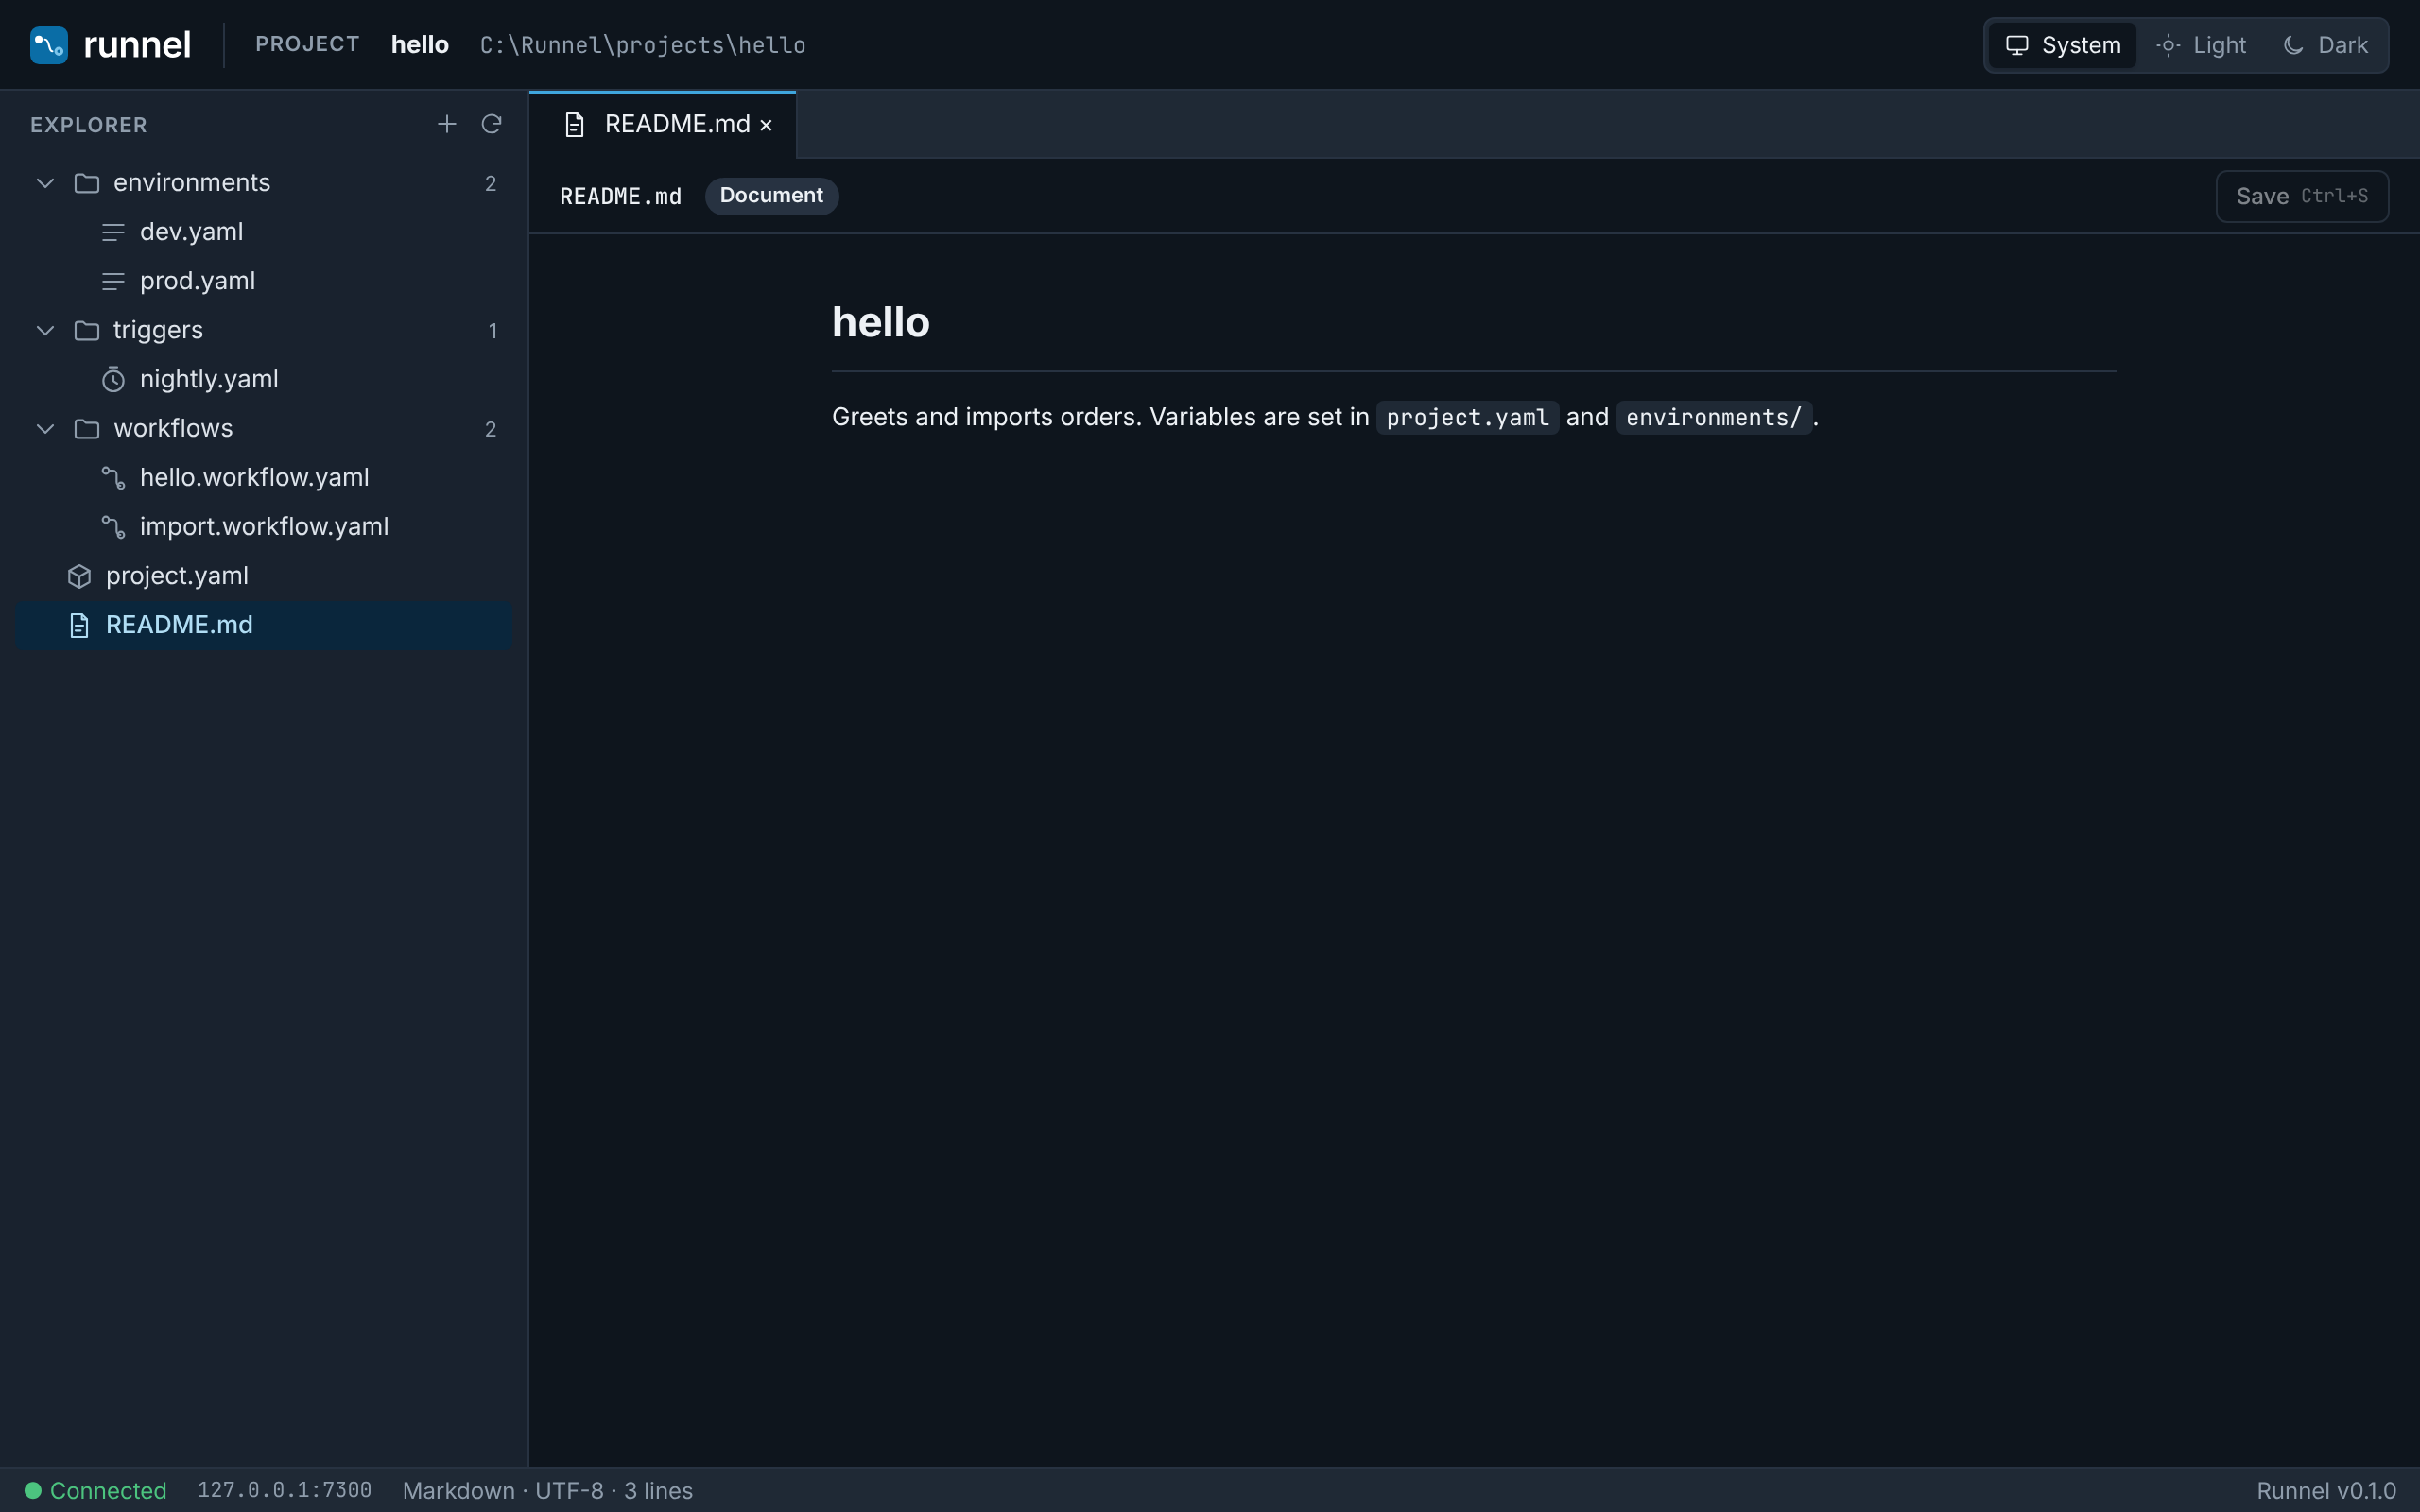 runnel PROJECT hello C:\Runnel\projects\hello System Light Dark
EXPLORER
environments 2
dev.yaml
prod.yaml
triggers 1
nightly.yaml
workflows 2
hello.workflow.yaml
import.workflow.yaml
project.yaml
README.md
README.md ×
README.md Document Save Ctrl+S
hello
Greets and imports orders. Variables are set in project.yaml and environments/.
Connected 127.0.0.1:7300 Markdown · UTF-8 · 3 lines Runnel v0.1.0